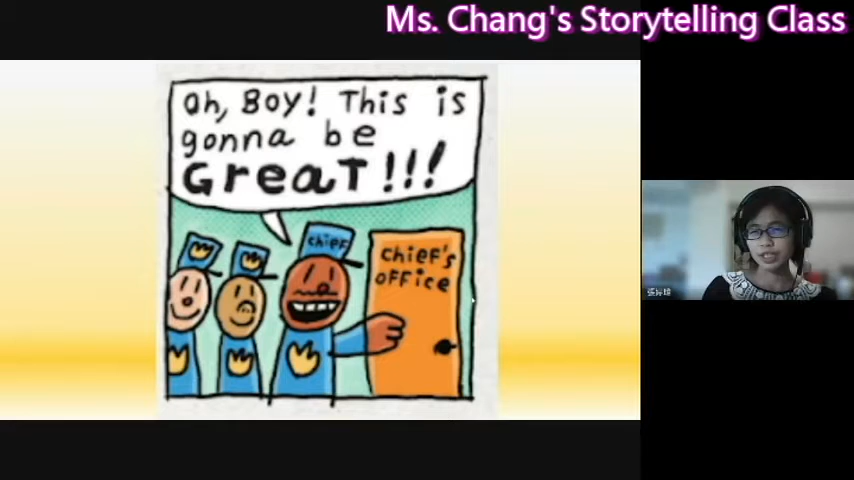 Ms. Chang's Storytelling Class
Oh, Boy! This is
gonna be
Great!!!
chief
chief's
office